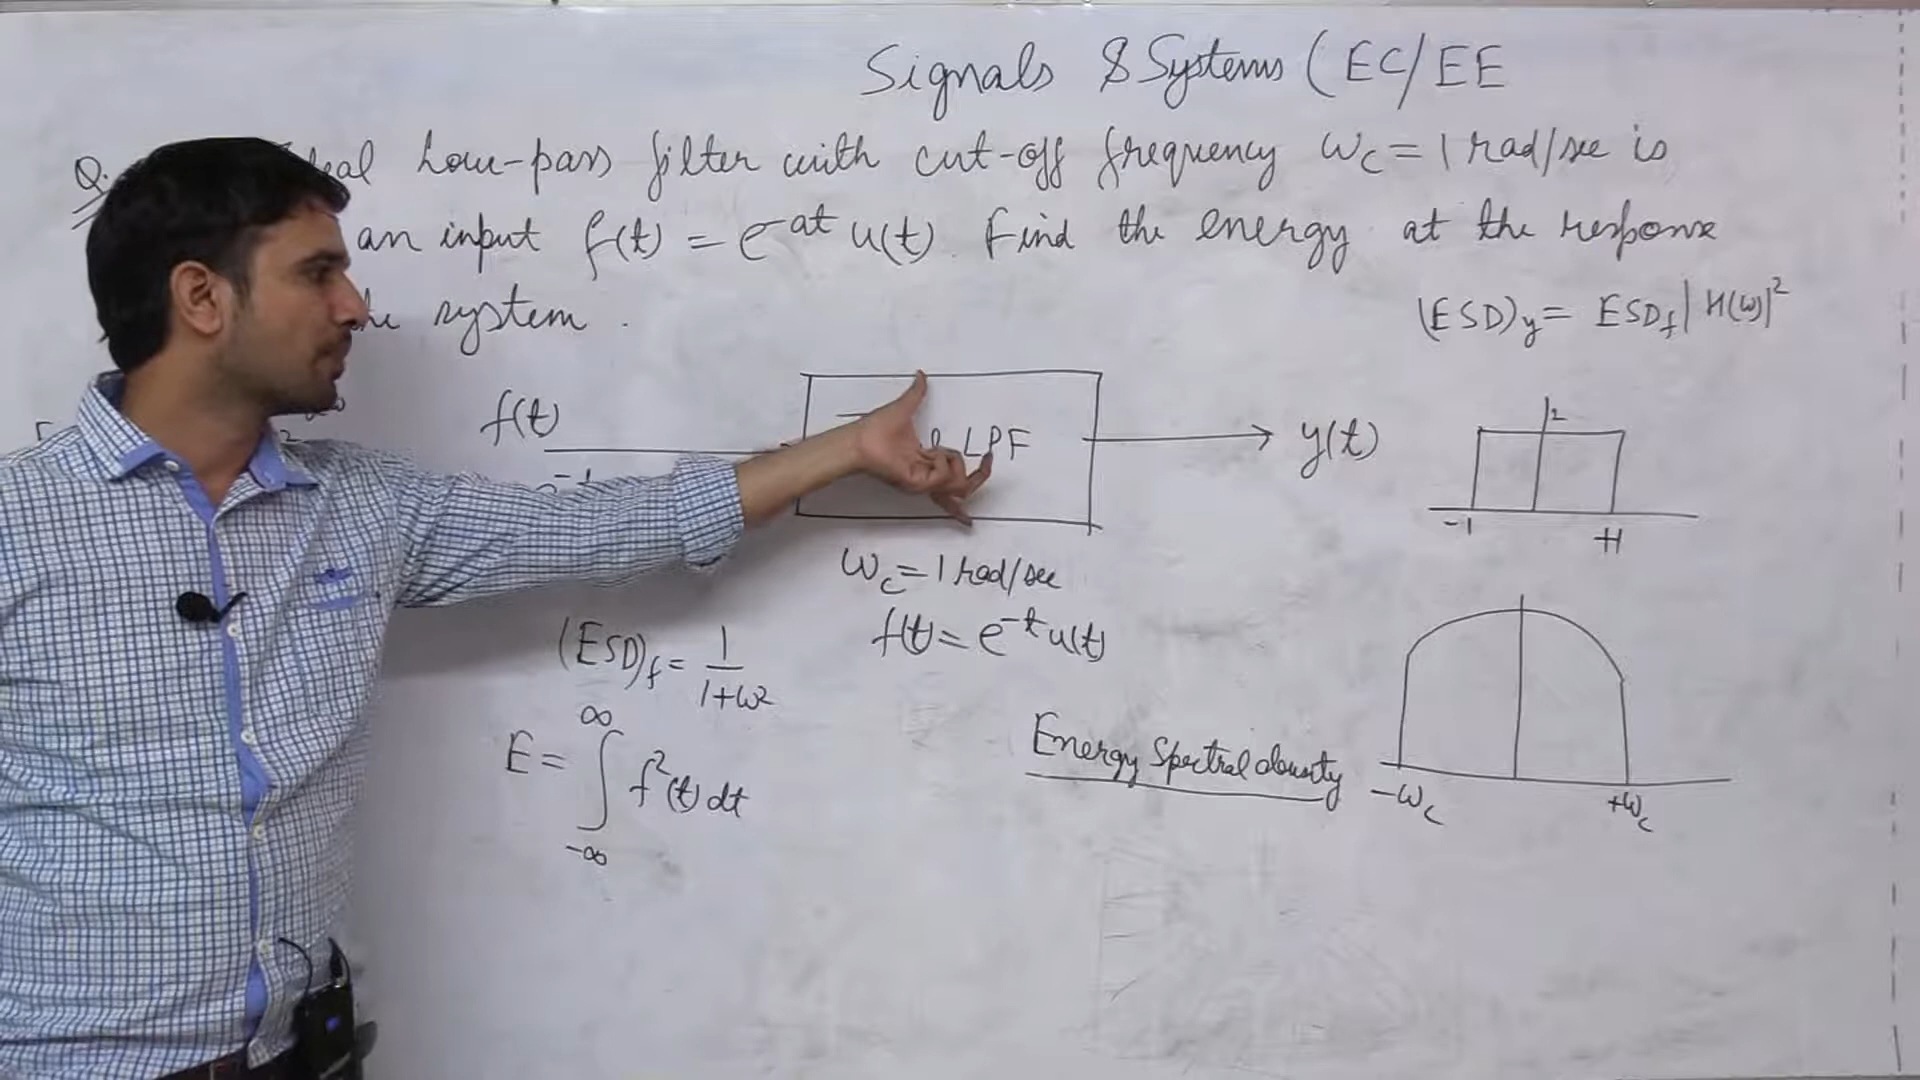 Signals & Systems (EC/EE
Q. Low-pass filter with cut-off frequency ωc = 1 rad/sec is
an input f(t) = e^-at u(t). Find the energy at the response
system.
(ESD)y = ESDf |H(ω)|²
f(t)
LPF
y(t)
1
-1
+1
ωc = 1 rad/sec
f(t) = e^-t u(t)
(ESD)f = 1/(1+ω²)
E = ∫_{-∞}^{∞} f²(t) dt
Energy Spectral density
-ωc
+ωc